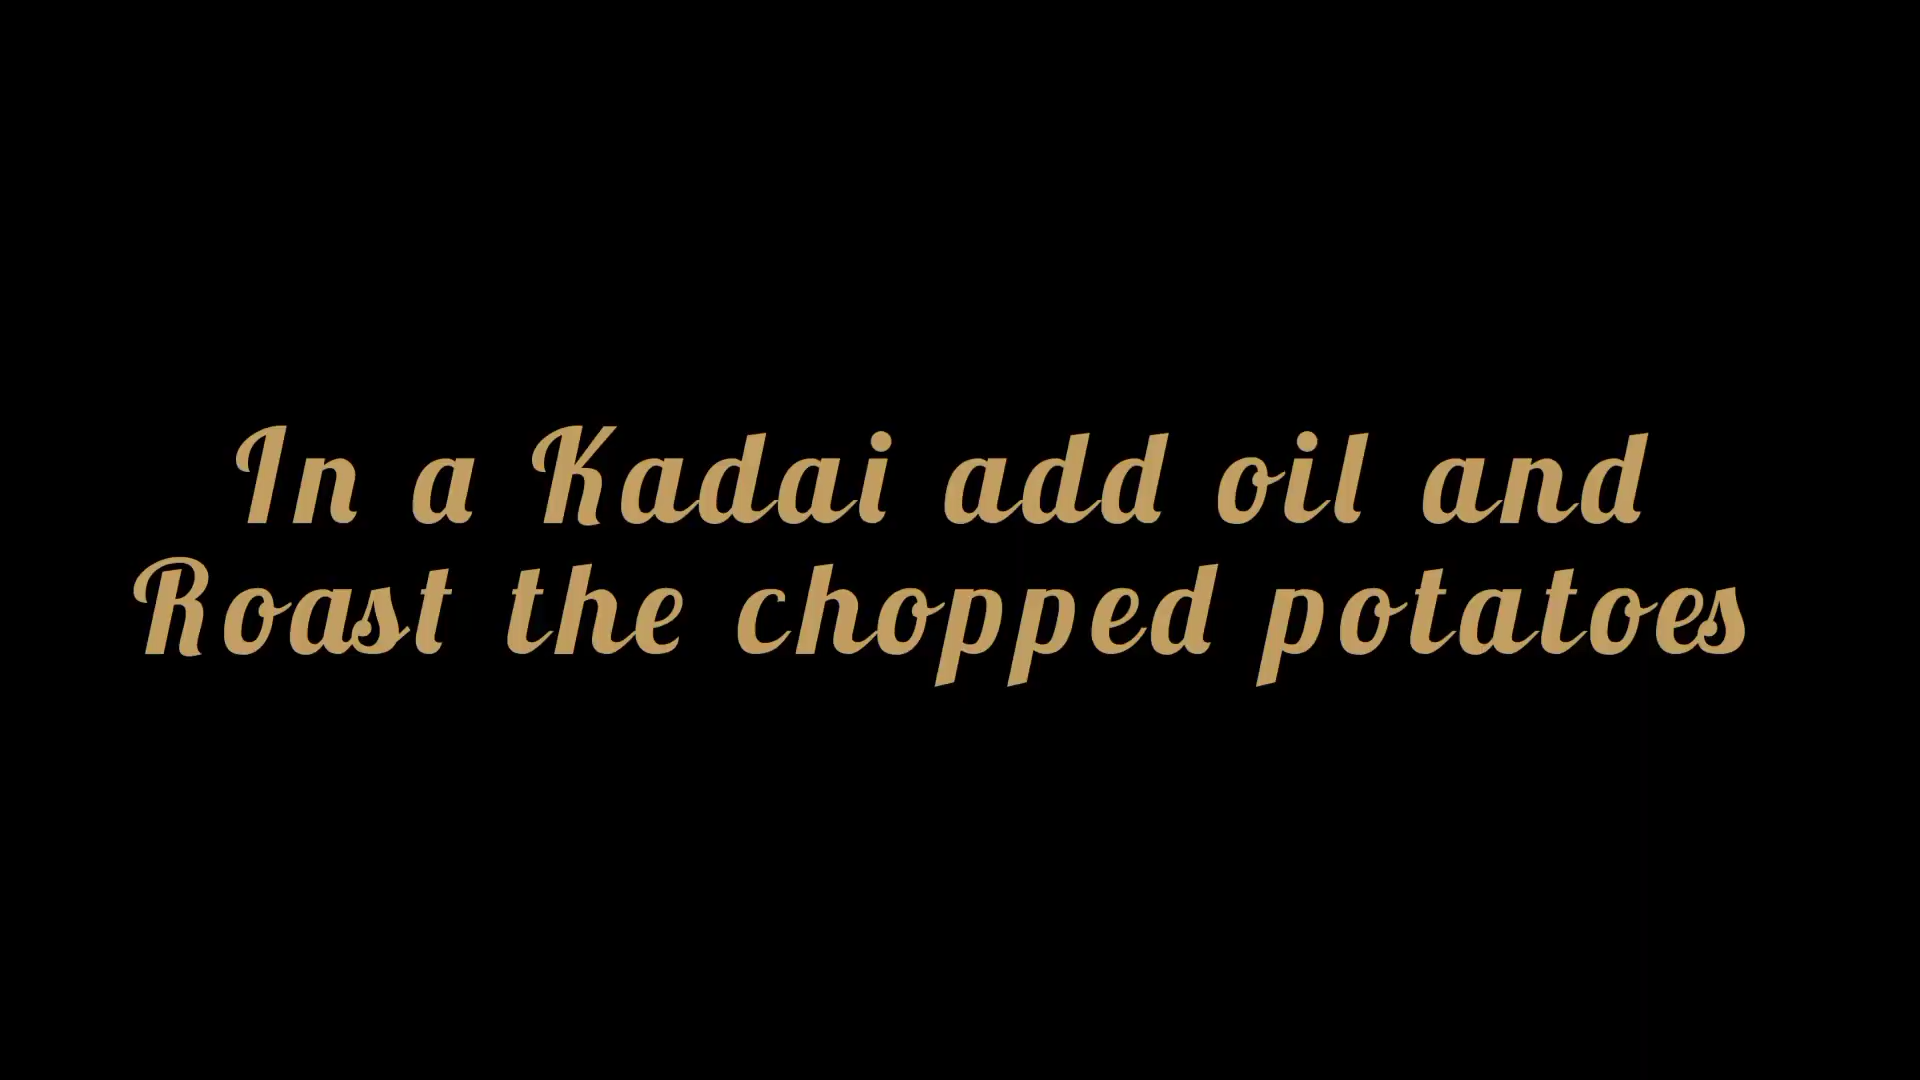 In a Kadai add oil and
Roast the chopped potatoes